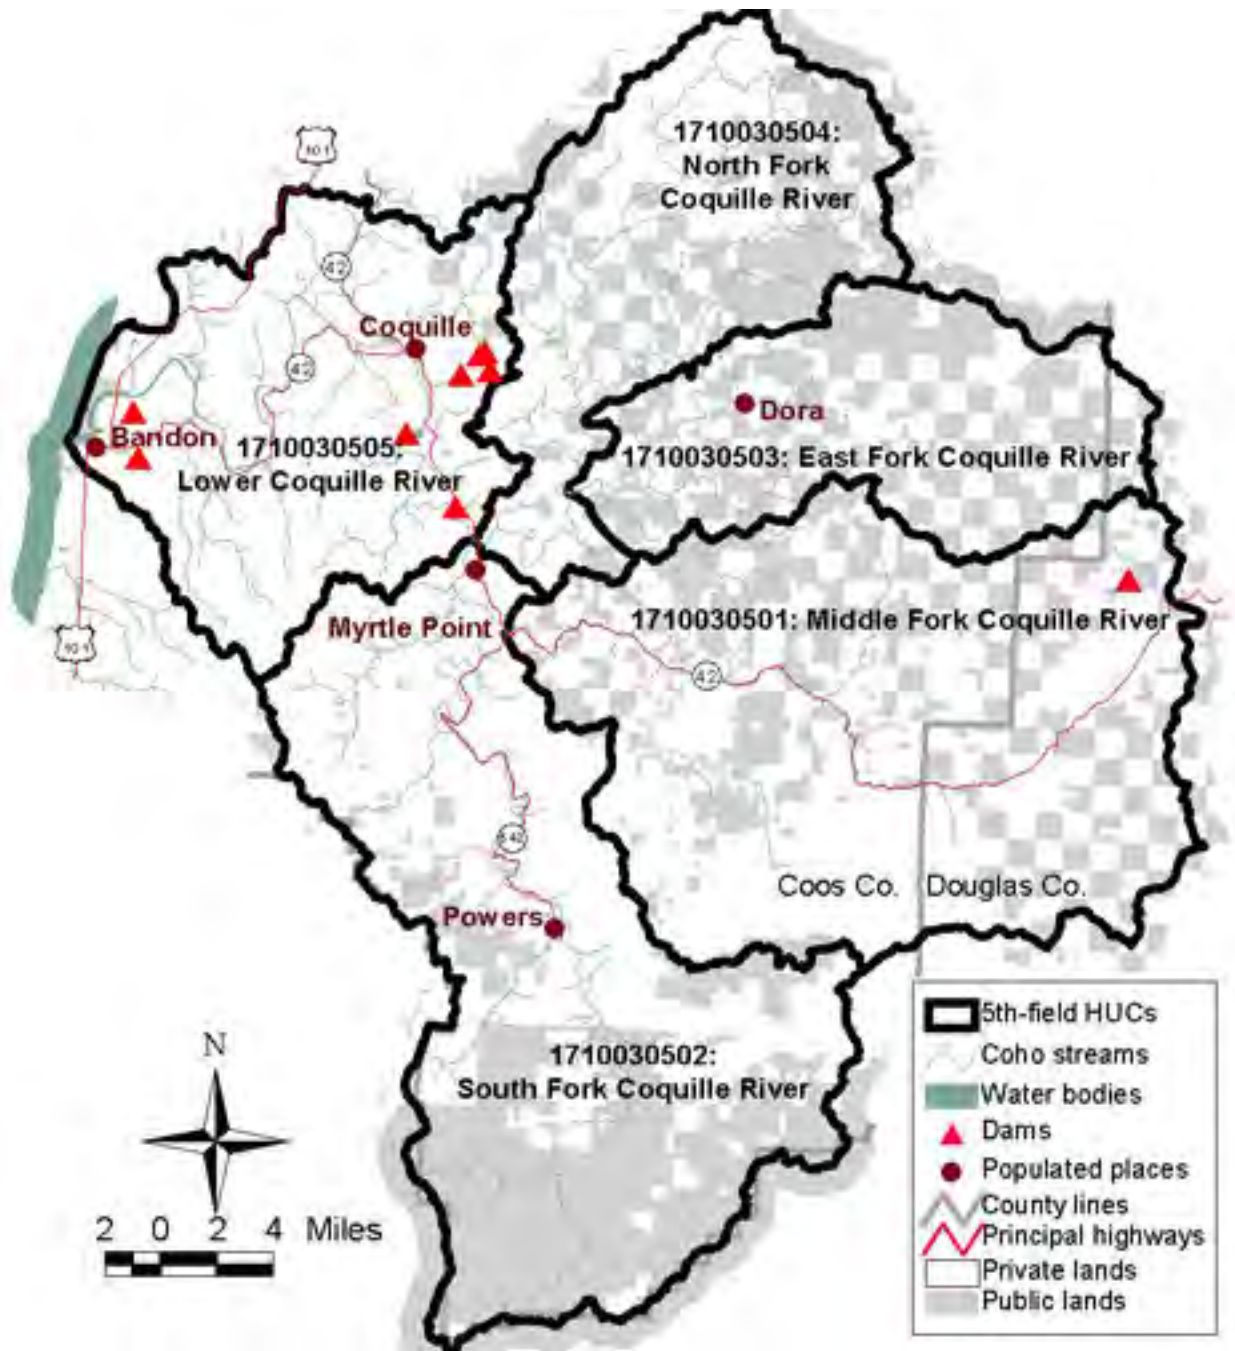 1710030504:
North Fork
Coquille River
101
42
Coquille
42
Dora
Bandon
1710030505:
Lower Coquille River
1710030503: East Fork Coquille River
1710030501: Middle Fork Coquille River
Myrtle Point
101
42
Coos Co.
Douglas Co.
Powers
1710030502:
South Fork Coquille River
N
2 0 2 4 Miles
5th-field HUCs
Coho streams
Water bodies
Dams
Populated places
County lines
Principal highways
Private lands
Public lands